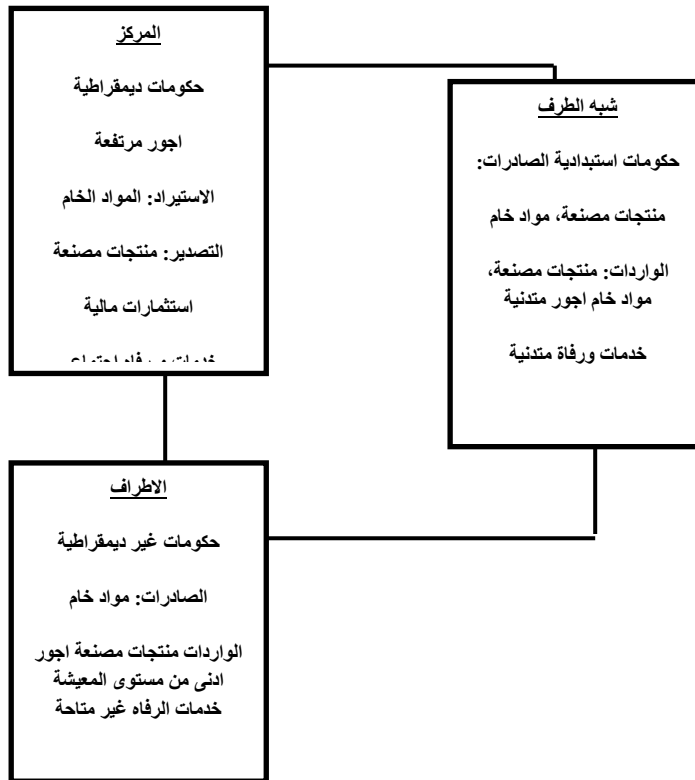 المركز
حكومات ديمقراطية
اجور مرتفعة
الاستيراد: المواد الخام
التصدير: منتجات مصنعة
استثمارات مالية
شبه الطرف
حكومات استبدادية الصادرات:
منتجات مصنعة، مواد خام
الواردات: منتجات مصنعة،
مواد خام اجور متدنية
خدمات ورفاة متدنية
الاطراف
حكومات غير ديمقراطية
الصادرات: مواد خام
الواردات منتجات مصنعة اجور
ادنى من مستوى المعيشة
خدمات الرفاه غير متاحة